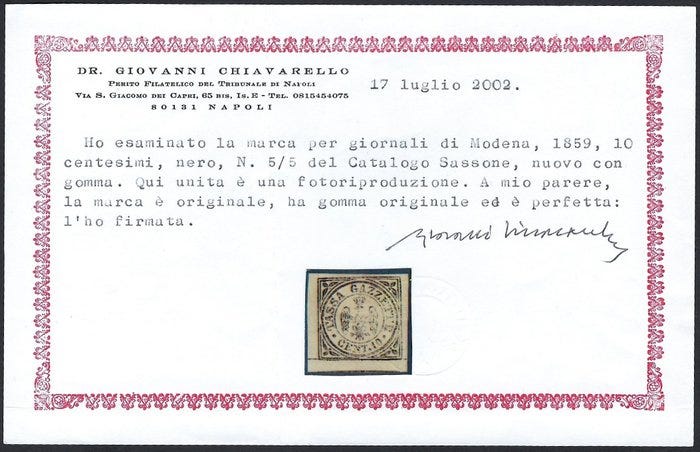 DR. GIOVANNI CHIAVARELLO
PERITO FILATELICO DEL TRIBUNALE DI NAPOLI
VIA S. GIACOMO DEI CAPRI, 65 BIS, IS. E - TEL. 0815454075
80131 NAPOLI
17 luglio 2002.
Ho esaminato la marca per giornali di Modena, 1859, 10
centesimi, nero, N. 5/5 del Catalogo Sassone, nuovo con
gomma. Qui unita è una fotoriproduzione. A mio parere,
la marca è originale, ha gomma originale ed è perfetta:
l'ho firmata.
TASSA GAZZETTE
CENT. 10